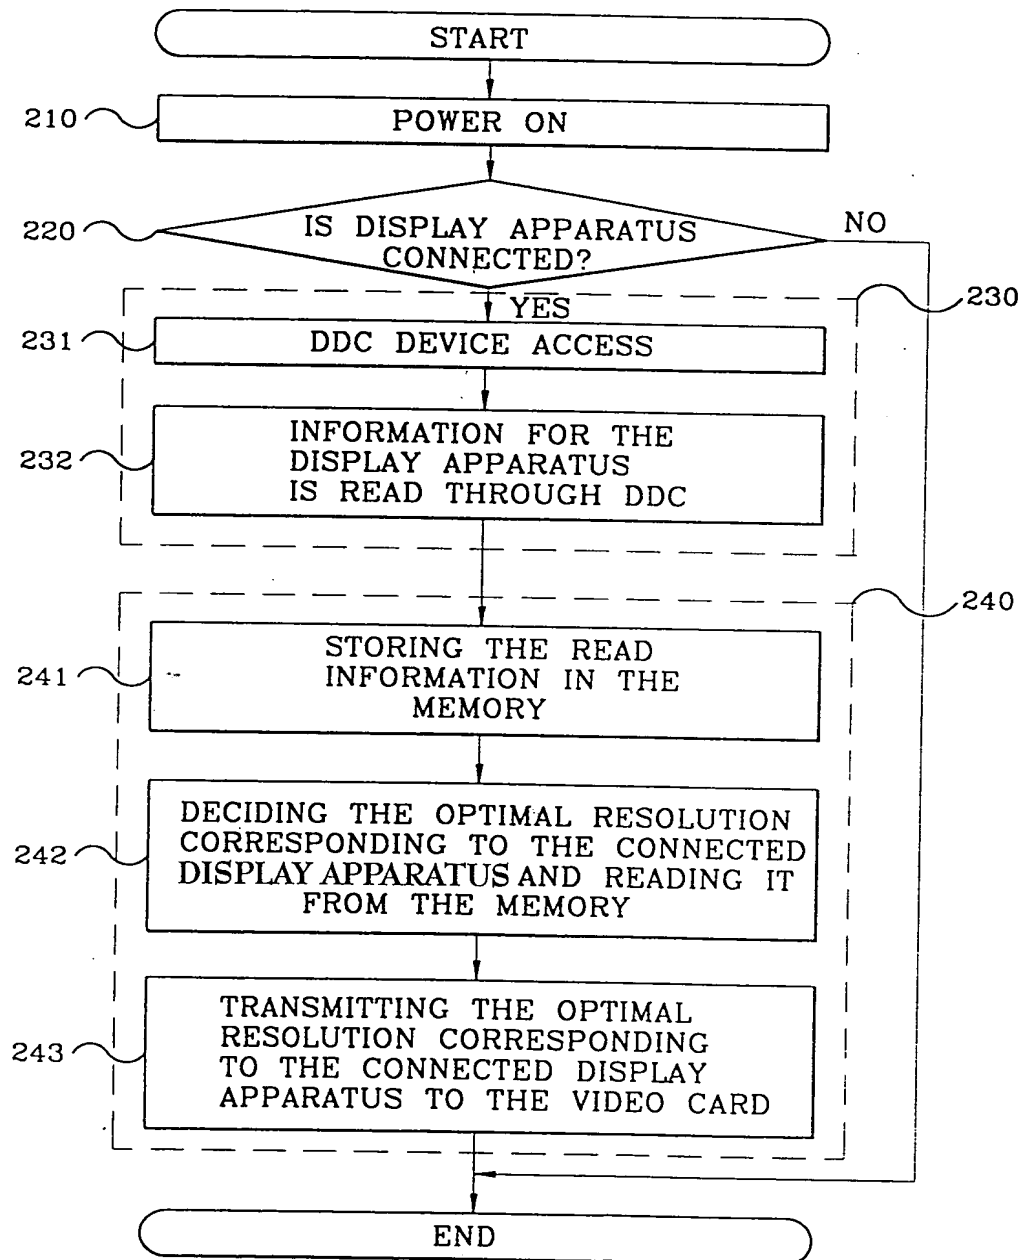 START
210
POWER ON
220
IS DISPLAY APPARATUS
CONNECTED?
NO
YES
230
231
DDC DEVICE ACCESS
232
INFORMATION FOR THE
DISPLAY APPARATUS
IS READ THROUGH DDC
240
241
STORING THE READ
INFORMATION IN THE
MEMORY
242
DECIDING THE OPTIMAL RESOLUTION
CORRESPONDING TO THE CONNECTED
DISPLAY APPARATUS AND READING IT
FROM THE MEMORY
243
TRANSMITTING THE OPTIMAL
RESOLUTION CORRESPONDING
TO THE CONNECTED DISPLAY
APPARATUS TO THE VIDEO CARD
END